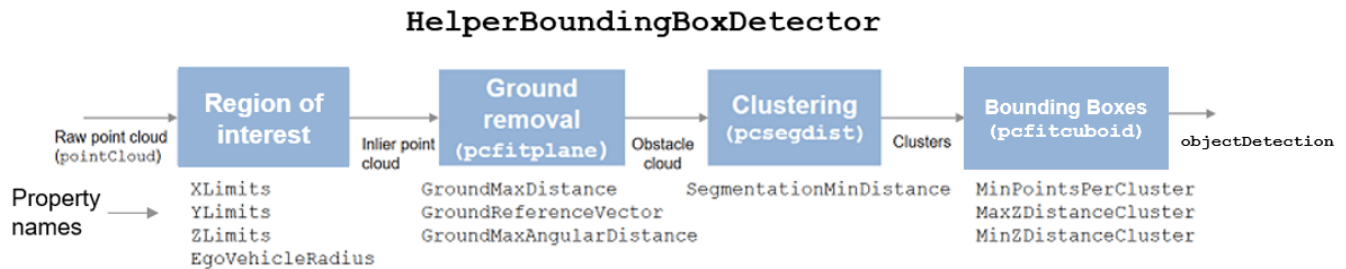 HelperBoundingBoxDetector
Region of
interest
Ground
removal
(pcfitplane)
Clustering
(pcsegdist)
Bounding Boxes
(pcfitcuboid)
Raw point cloud
(pointCloud)
Inlier point
cloud
Obstacle
cloud
Clusters
objectDetection
Property
names
XLimits
YLimits
ZLimits
EgoVehicleRadius
GroundMaxDistance
GroundReferenceVector
GroundMaxAngularDistance
SegmentationMinDistance
MinPointsPerCluster
MaxZDistanceCluster
MinZDistanceCluster